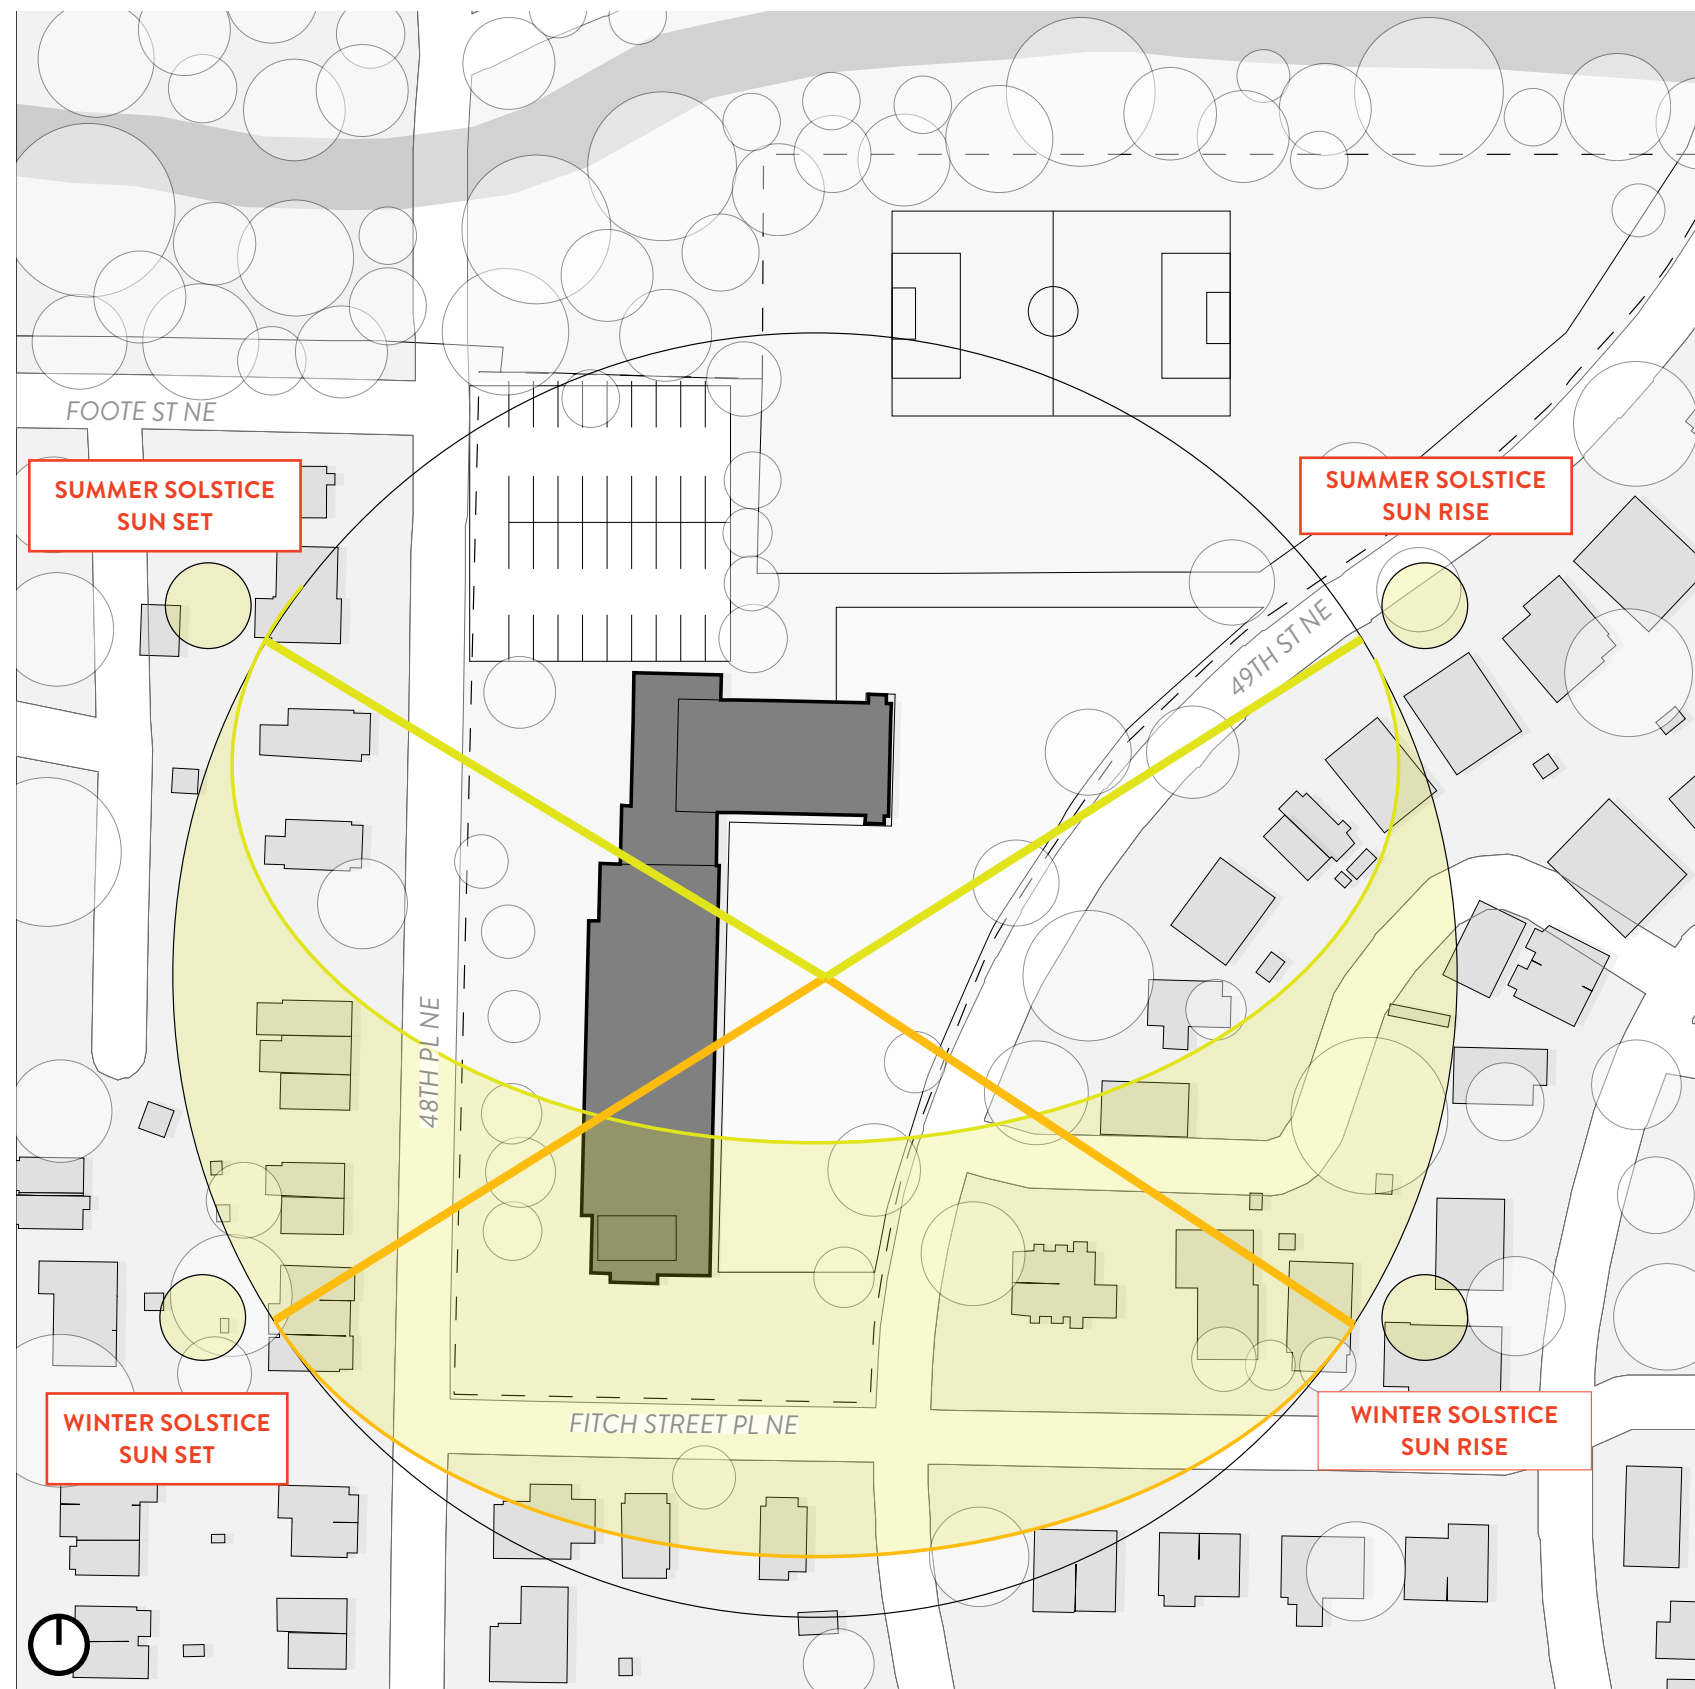 FOOTE ST NE
SUMMER SOLSTICE
SUN SET
SUMMER SOLSTICE
SUN RISE
49TH ST NE
48TH PL NE
WINTER SOLSTICE
SUN SET
FITCH STREET PL NE
WINTER SOLSTICE
SUN RISE